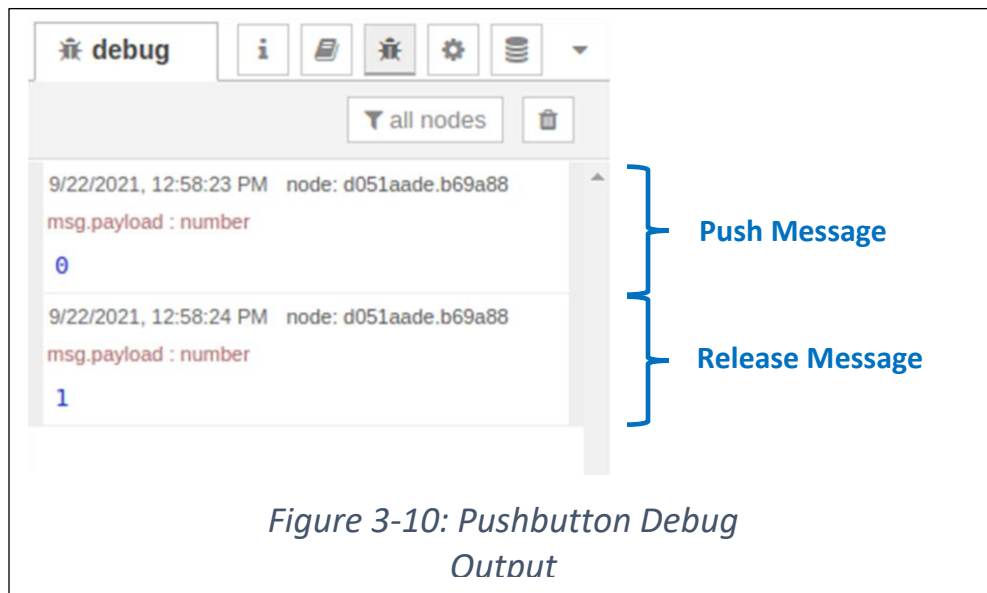 debug
i
all nodes
9/22/2021, 12:58:23 PM node: d051aade.b69a88
msg.payload : number
0
Push Message
9/22/2021, 12:58:24 PM node: d051aade.b69a88
msg.payload : number
1
Release Message
Figure 3-10: Pushbutton Debug
Output